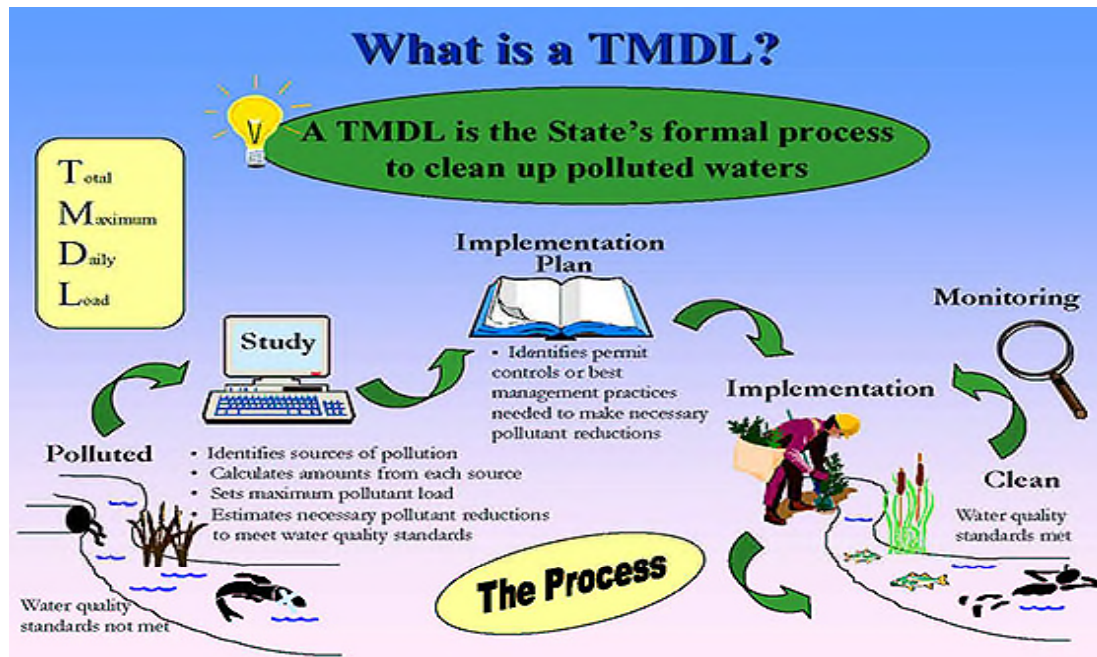 What is a TMDL?
A TMDL is the State's formal process
to clean up polluted waters
Total
Maximum
Daily
Load
Implementation
Plan
Monitoring
Study
• Identifies permit
controls or best
management practices
needed to make necessary
pollutant reductions
Implementation
Polluted
• Identifies sources of pollution
• Calculates amounts from each source
• Sets maximum pollutant load
• Estimates necessary pollutant reductions
to meet water quality standards
Clean
Water quality
standards met
The Process
Water quality
standards not met